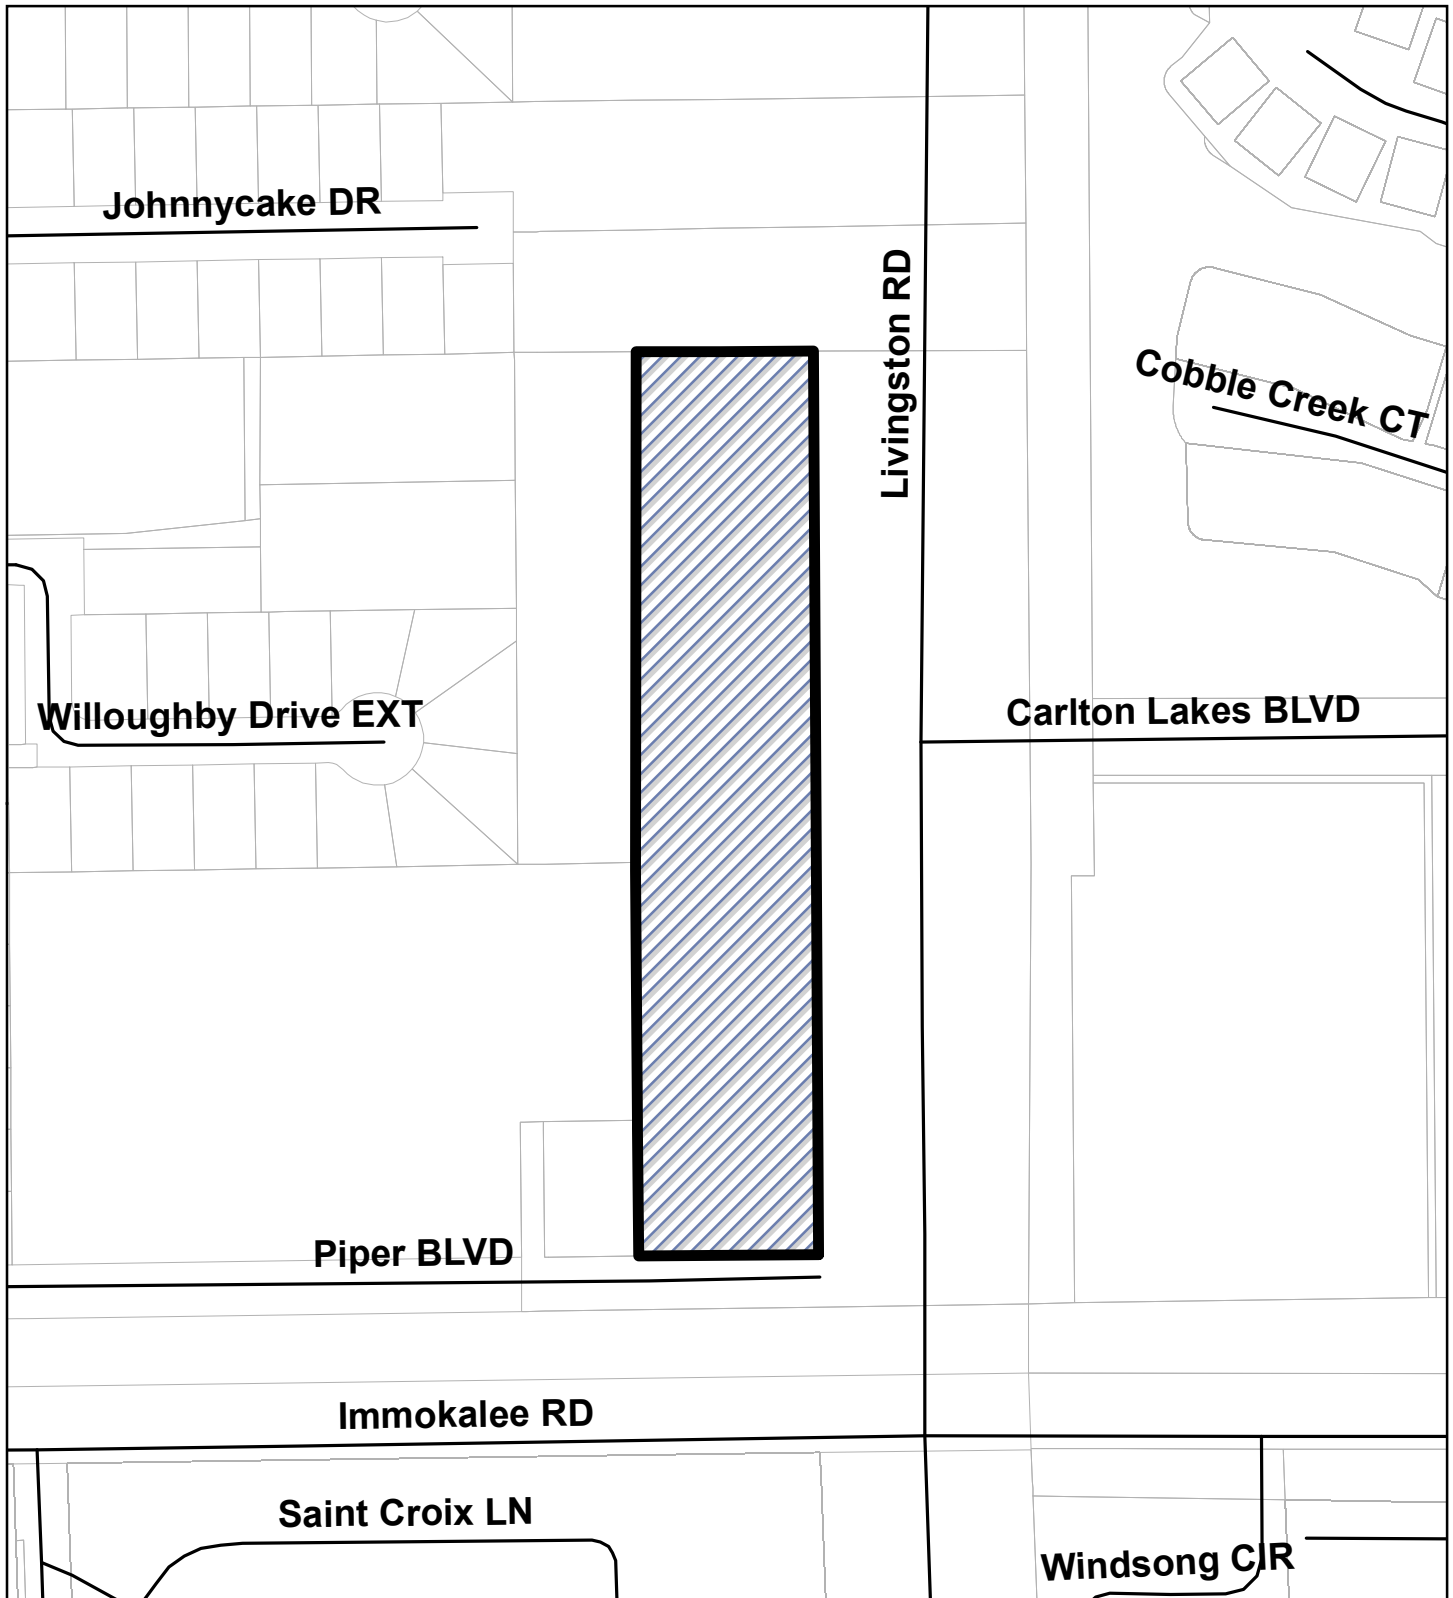 Johnnycake DR
Livingston RD
Cobble Creek CT
Willoughby Drive EXT
Carlton Lakes BLVD
Piper BLVD
Immokalee RD
Saint Croix LN
Windsong CIR